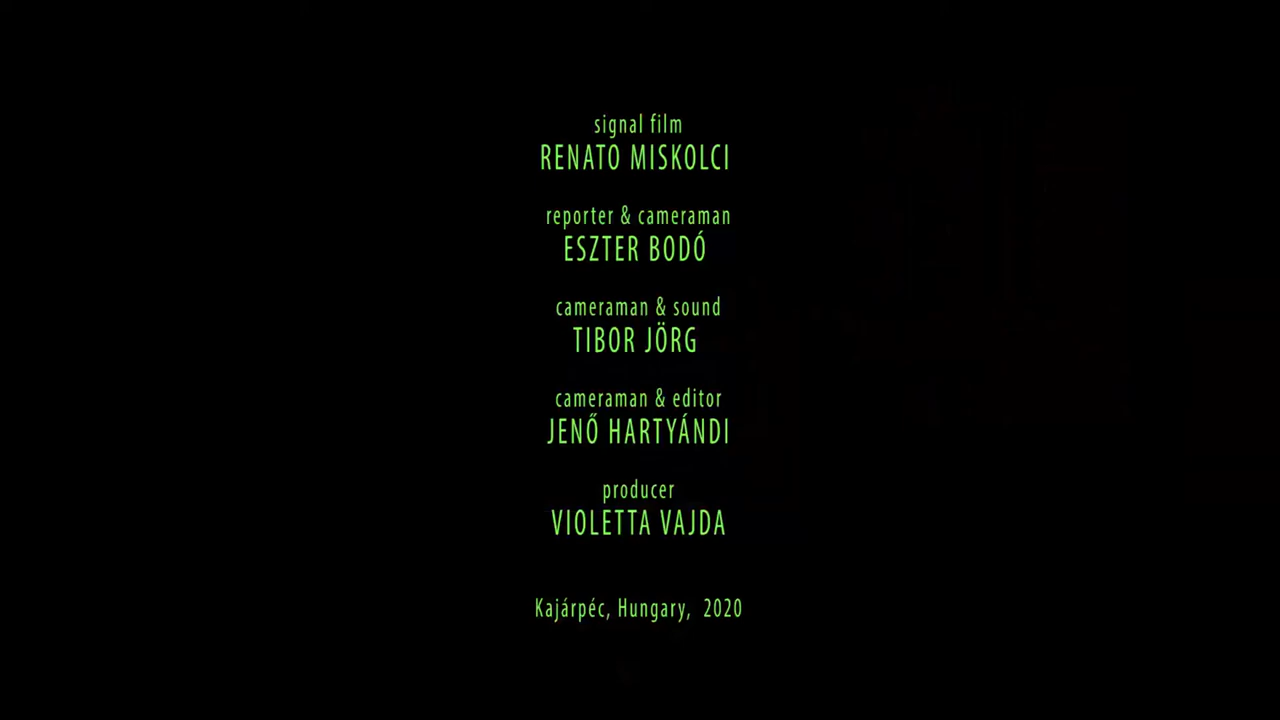 signal film
RENATO MISKOLCI
reporter & cameraman
ESZTER BODÓ
cameraman & sound
TIBOR JÖRG
cameraman & editor
JENŐ HARTYÁNDI
producer
VIOLETTA VAJDA
Kajárpéc, Hungary, 2020